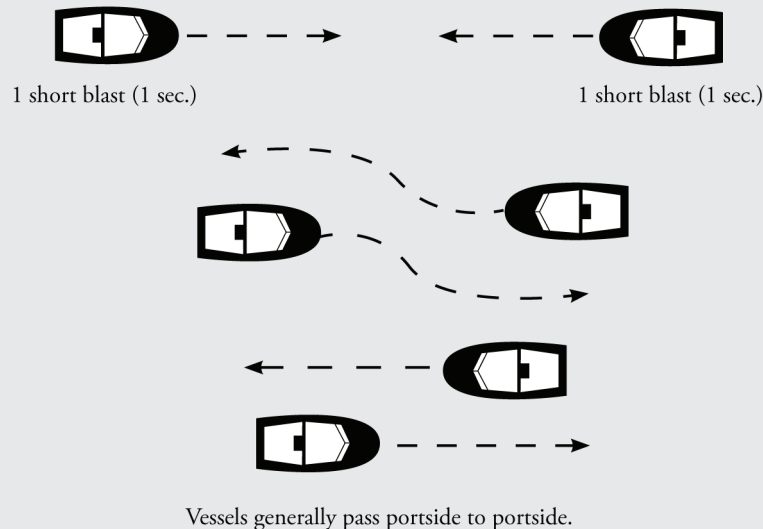 1 short blast (1 sec.)
1 short blast (1 sec.)
Vessels generally pass portside to portside.